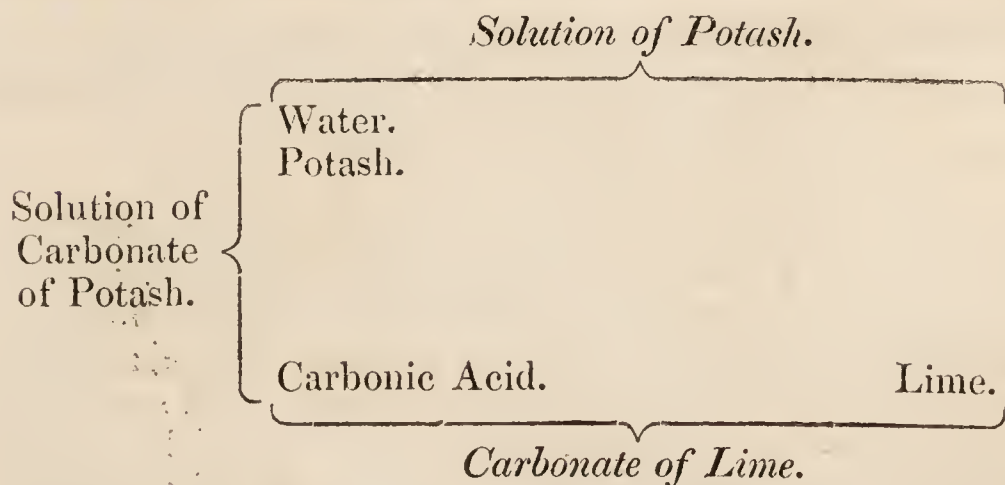 Solution of Potash.
Water.
Potash.
Solution of
Carbonate
of Potash.
Carbonic Acid. Lime.
Carbonate of Lime.